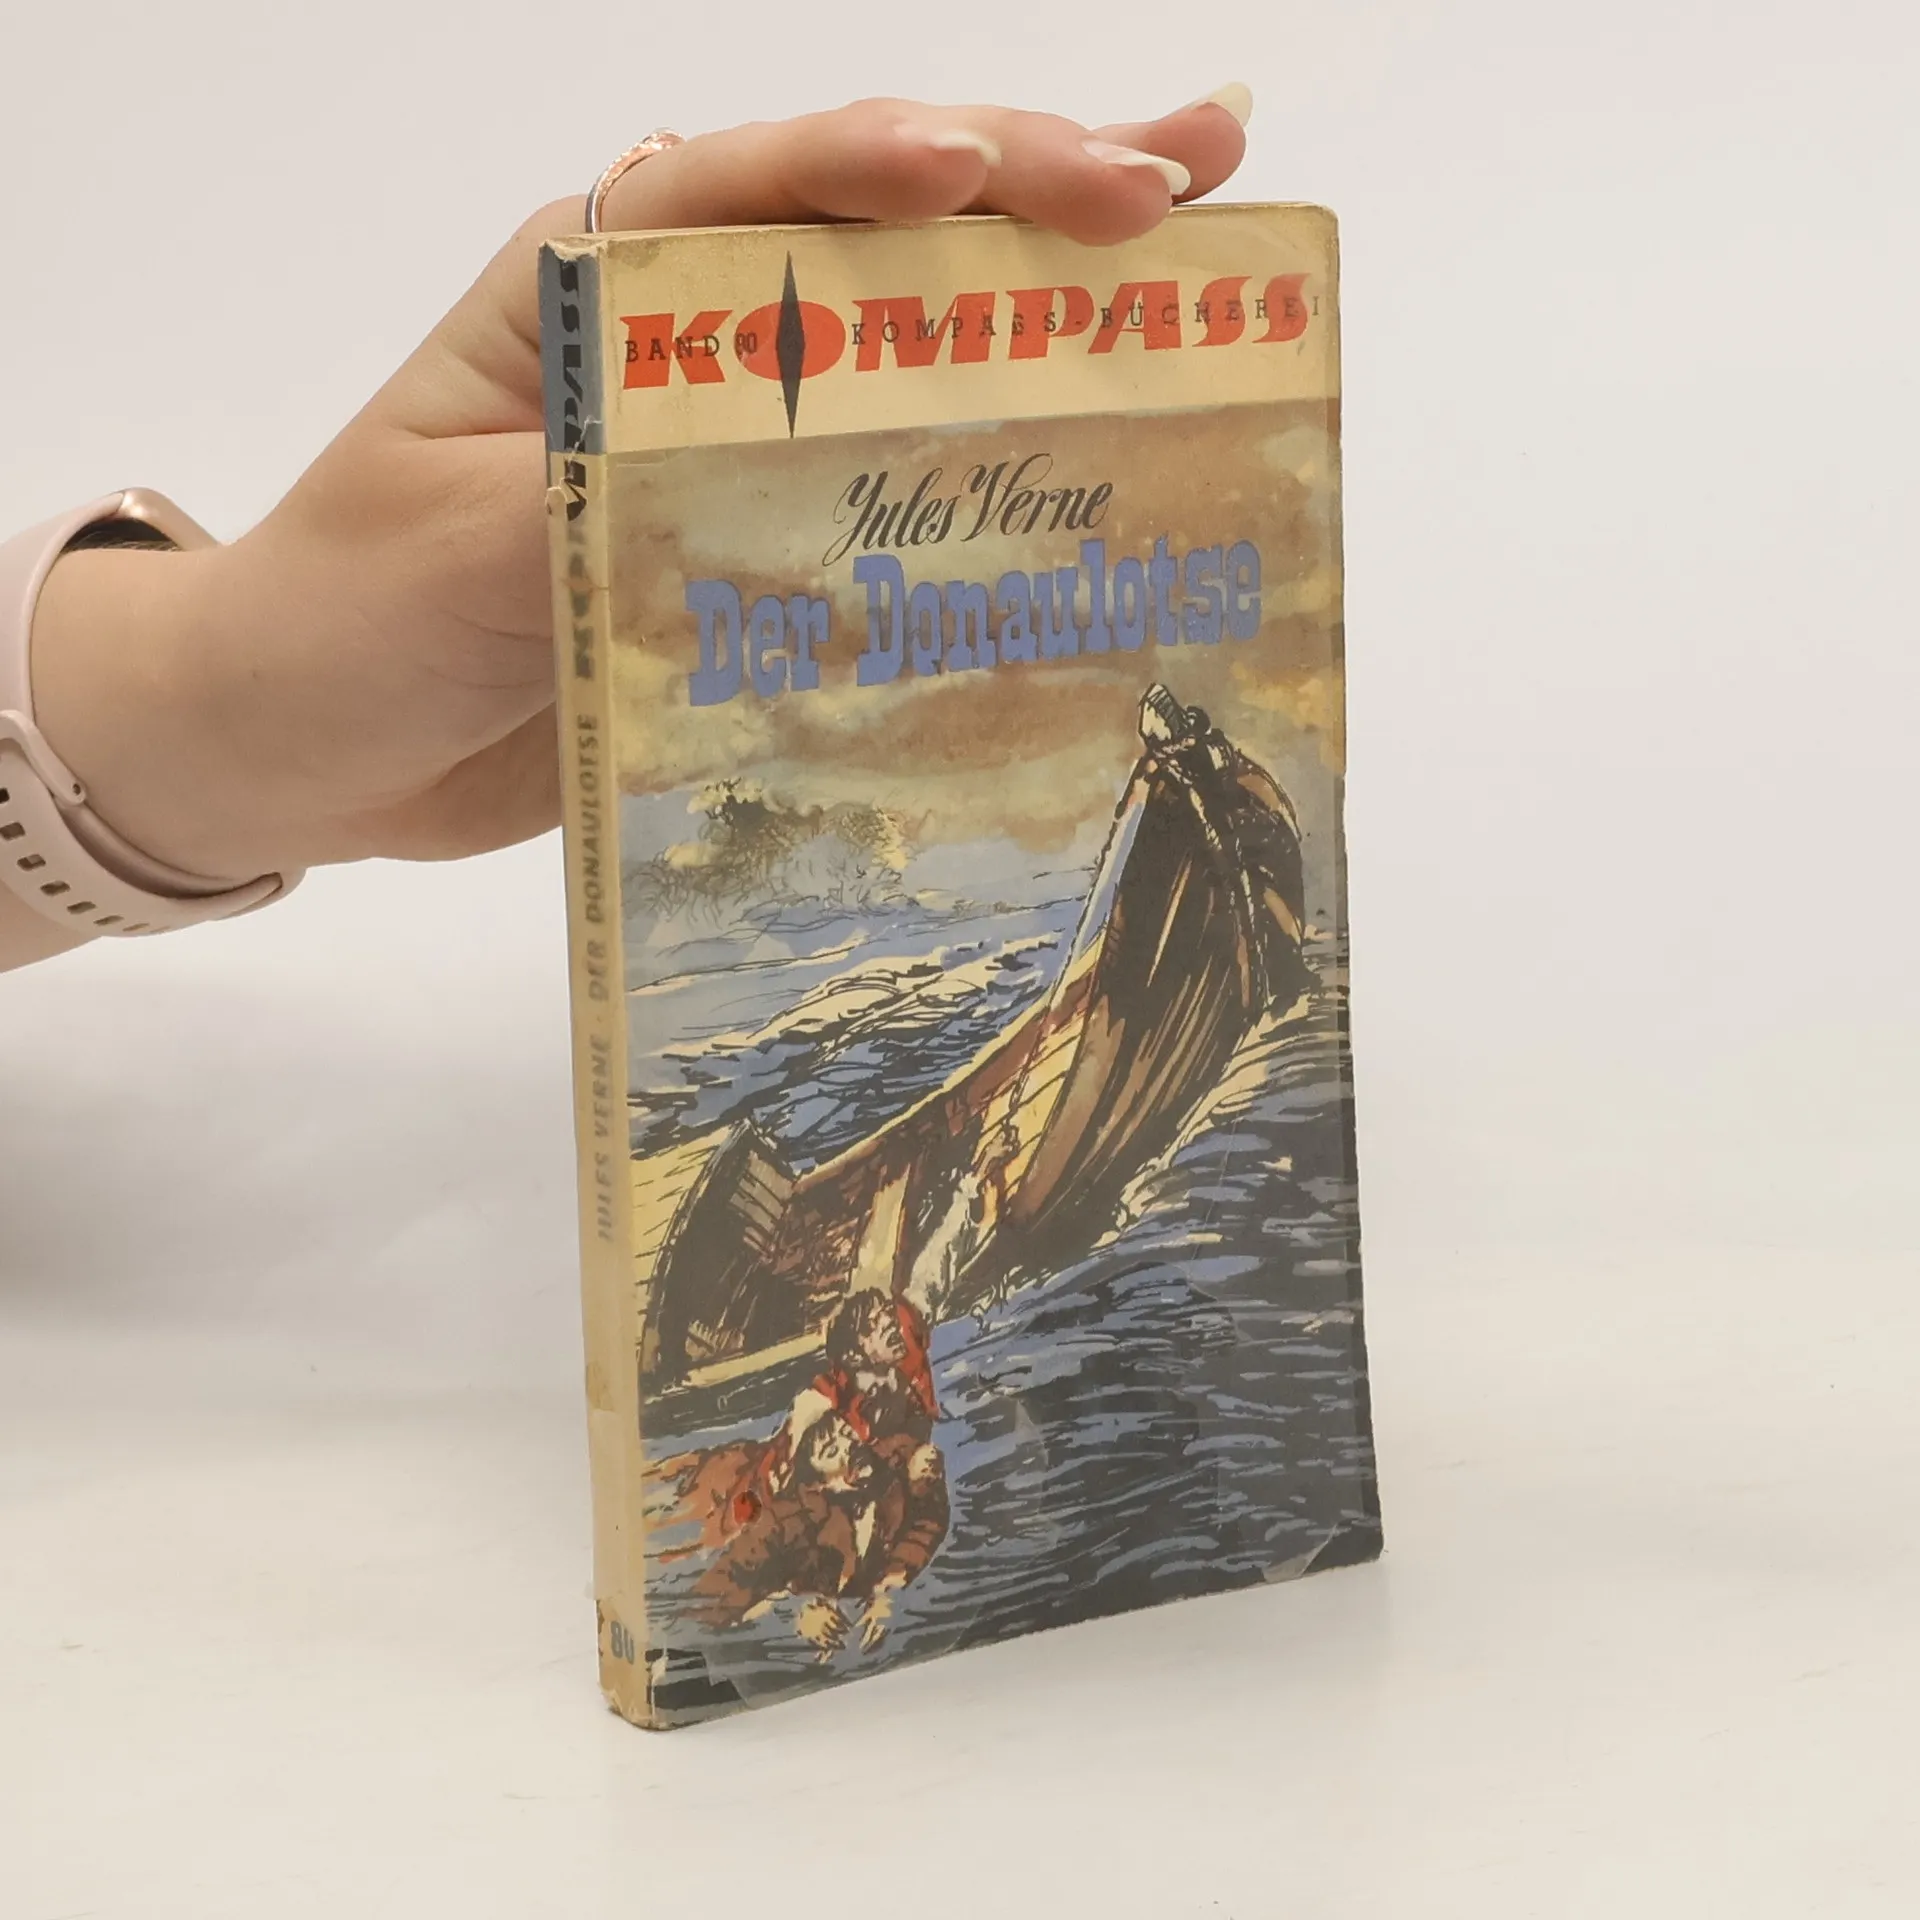 KOMPASS
BAND 80 KOMPASS-BÜCHEREI
Jules Verne
Der Donaulotse
KOMPASS
JULES VERNE · DER DONAULOTSE
80